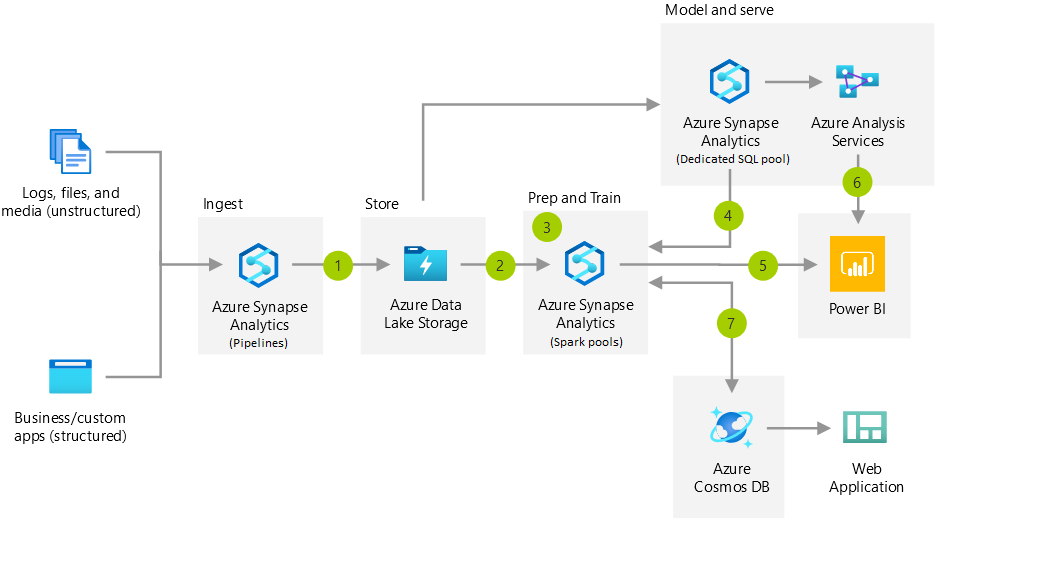 Model and serve
Azure Synapse
Analytics
(Dedicated SQL pool)
Azure Analysis
Services
Logs, files, and
media (unstructured)
Ingest
Store
Prep and Train
6
4
3
1
2
5
Azure Synapse
Analytics
(Pipelines)
Azure Data
Lake Storage
Azure Synapse
Analytics
(Spark pools)
Power BI
7
Business/custom
apps (structured)
Azure
Cosmos DB
Web
Application